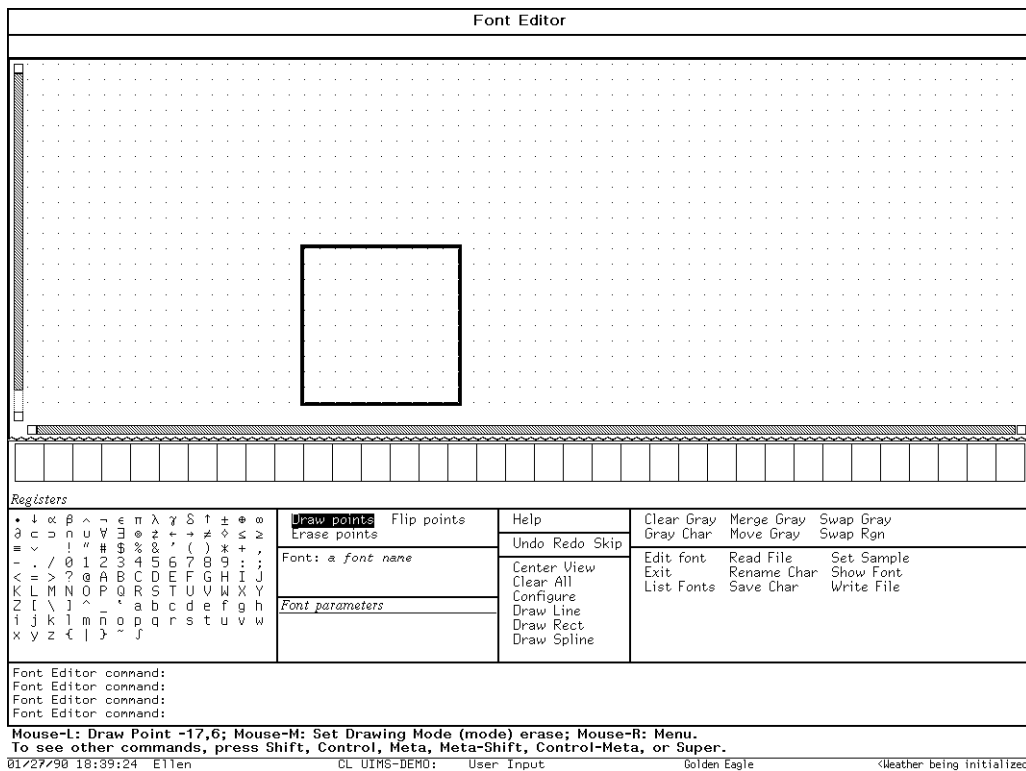 Font Editor
Registers
• ↓ α β ^ ¬ ε π λ γ δ ↑ ± ⊕ ∞
∂ ⊂ ⊃ ∩ ∪ ∀ ∃ ⊗ ⇄ ← → ≠ ◊ ≤ ≥
≡ ∨   ! " # $ % & ' ( ) * + ,
- . / 0 1 2 3 4 5 6 7 8 9 : ;
< = > ? @ A B C D E F G H I J
K L M N O P Q R S T U V W X Y
Z [ \ ] ^ _ ‘ a b c d e f g h
i j k l m n o p q r s t u v w
x y z { | } ~ ∫
Draw points Flip points
Erase points
Font: a font name
Font parameters
Help
Undo Redo Skip
Center View
Clear All
Configure
Draw Line
Draw Rect
Draw Spline
Clear Gray Merge Gray Swap Gray
Gray Char Move Gray Swap Rgn
Edit font Read File Set Sample
Exit Rename Char Show Font
List Fonts Save Char Write File
Font Editor command:
Font Editor command:
Font Editor command:
Font Editor command:
Mouse-L: Draw Point -17,6; Mouse-M: Set Drawing Mode (mode) erase; Mouse-R: Menu.
To see other commands, press Shift, Control, Meta, Meta-Shift, Control-Meta, or Super.
01/27/90 18:39:24 Ellen CL UIMS-DEMO: User Input Golden Eagle <Weather being initialized